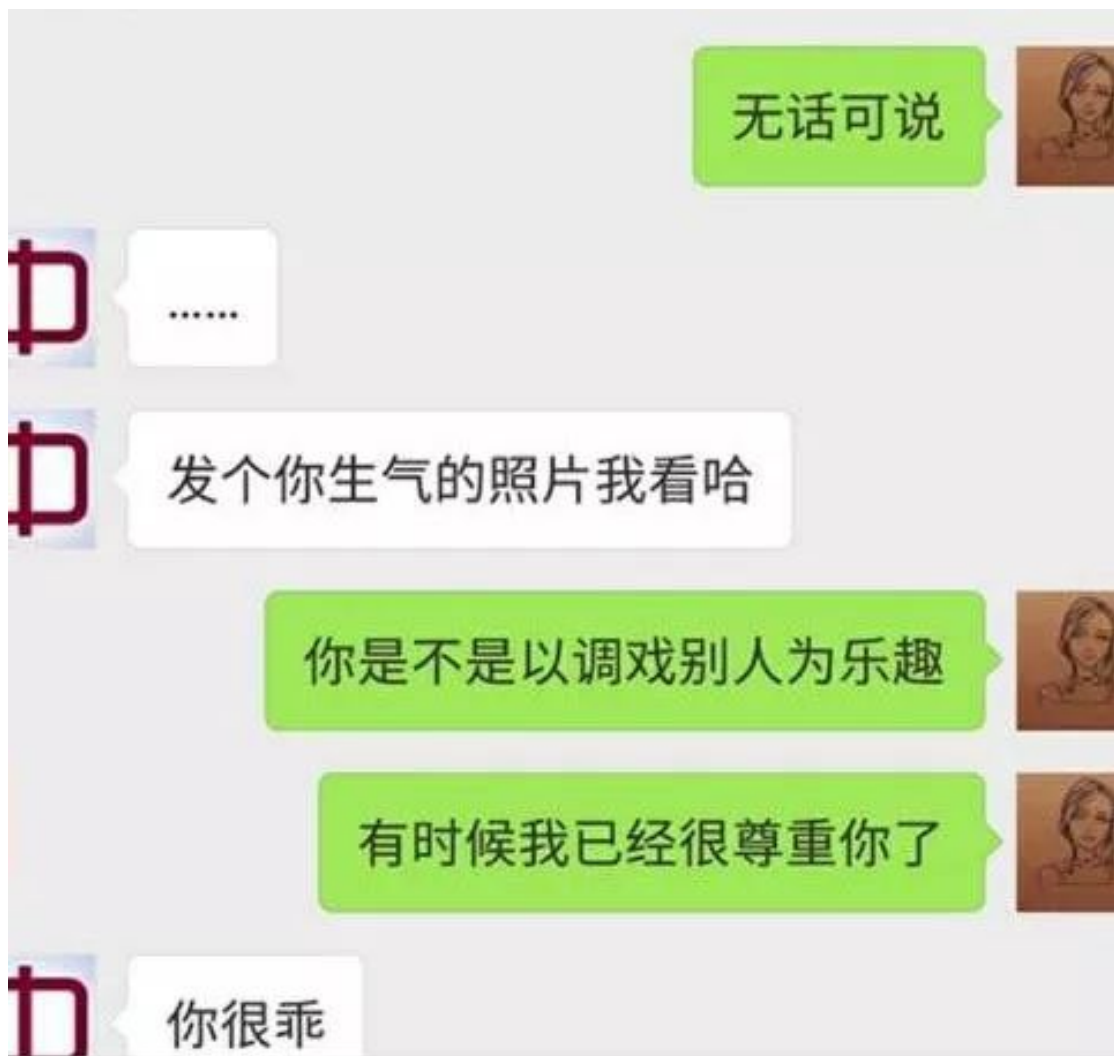 无话可说
……
发个你生气的照片我看哈
你是不是以调戏别人为乐趣
有时候我已经很尊重你了
你很乖